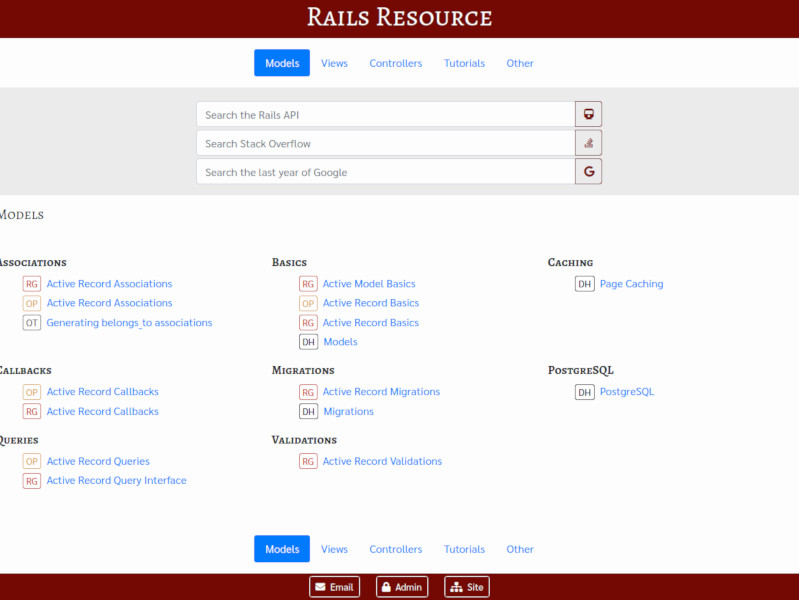 Rails Resource
Models Views Controllers Tutorials Other
Search the Rails API
Search Stack Overflow
Search the last year of Google
Models
Associations
RG Active Record Associations
OP Active Record Associations
OT Generating belongs_to associations
Basics
RG Active Model Basics
OP Active Record Basics
RG Active Record Basics
DH Models
Caching
DH Page Caching
Callbacks
OP Active Record Callbacks
RG Active Record Callbacks
Migrations
RG Active Record Migrations
DH Migrations
PostgreSQL
DH PostgreSQL
Queries
OP Active Record Queries
RG Active Record Query Interface
Validations
RG Active Record Validations
Models Views Controllers Tutorials Other
Email Admin Site